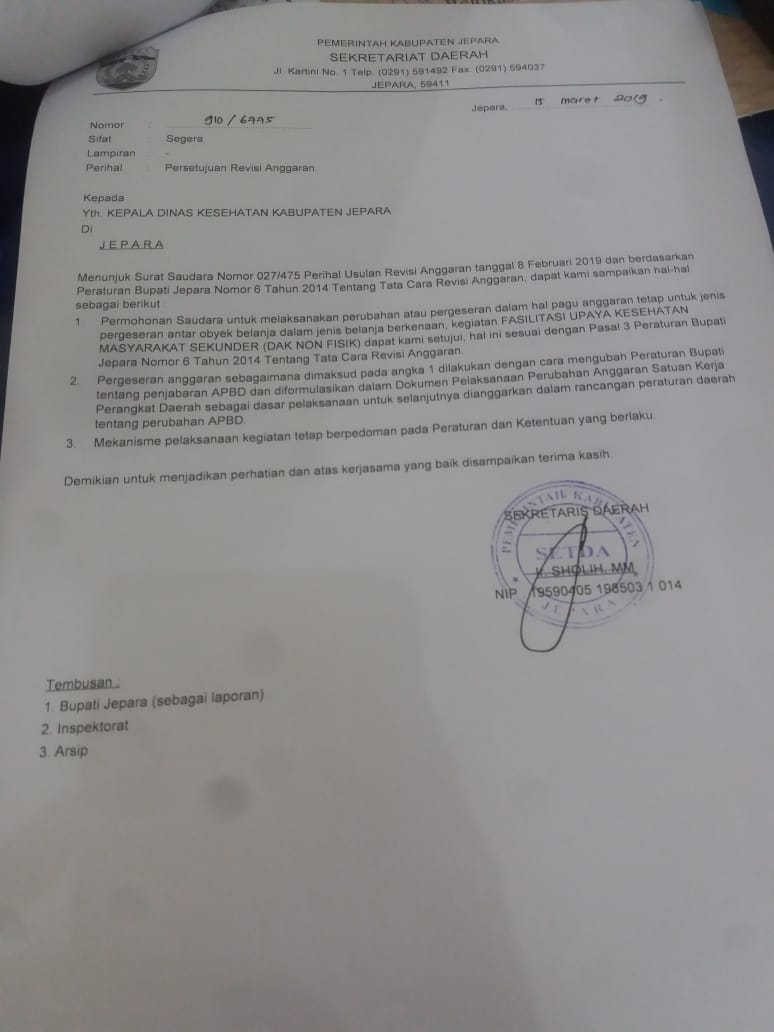 PEMERINTAH KABUPATEN JEPARA
SEKRETARIAT DAERAH
Jl. Kartini No. 1 Telp. (0291) 591492 Fax. (0291) 594037
JEPARA, 59411
Jepara, 15 maret 2019.
Nomor : 910 / 6995
Sifat : Segera
Lampiran : -
Perihal : Persetujuan Revisi Anggaran
Kepada
Yth. KEPALA DINAS KESEHATAN KABUPATEN JEPARA
Di
JEPARA
Menunjuk Surat Saudara Nomor 027/475 Perihal Usulan Revisi Anggaran tanggal 8 Februari 2019 dan berdasarkan
Peraturan Bupati Jepara Nomor 6 Tahun 2014 Tentang Tata Cara Revisi Anggaran, dapat kami sampaikan hal-hal
sebagai berikut :
1 Permohonan Saudara untuk melaksanakan perubahan atau pergeseran dalam hal pagu anggaran tetap untuk jenis
pergeseran antar obyek belanja dalam jenis belanja berkenaan, kegiatan FASILITASI UPAYA KESEHATAN
MASYARAKAT SEKUNDER (DAK NON FISIK) dapat kami setujui, hal ini sesuai dengan Pasal 3 Peraturan Bupati
Jepara Nomor 6 Tahun 2014 Tentang Tata Cara Revisi Anggaran.
2. Pergeseran anggaran sebagaimana dimaksud pada angka 1 dilakukan dengan cara mengubah Peraturan Bupati
tentang penjabaran APBD dan diformulasikan dalam Dokumen Pelaksanaan Perubahan Anggaran Satuan Kerja
Perangkat Daerah sebagai dasar pelaksanaan untuk selanjutnya dianggarkan dalam rancangan peraturan daerah
tentang perubahan APBD.
3. Mekanisme pelaksanaan kegiatan tetap berpedoman pada Peraturan dan Ketentuan yang berlaku.
Demikian untuk menjadikan perhatian dan atas kerjasama yang baik disampaikan terima kasih.
SEKRETARIS DAERAH
PEMERINTAH KABUPATEN
SETDA
JEPARA
SHOLIH, MM
NIP. 19590405 198503 1 014
Tembusan :
1. Bupati Jepara (sebagai laporan)
2. Inspektorat
3. Arsip